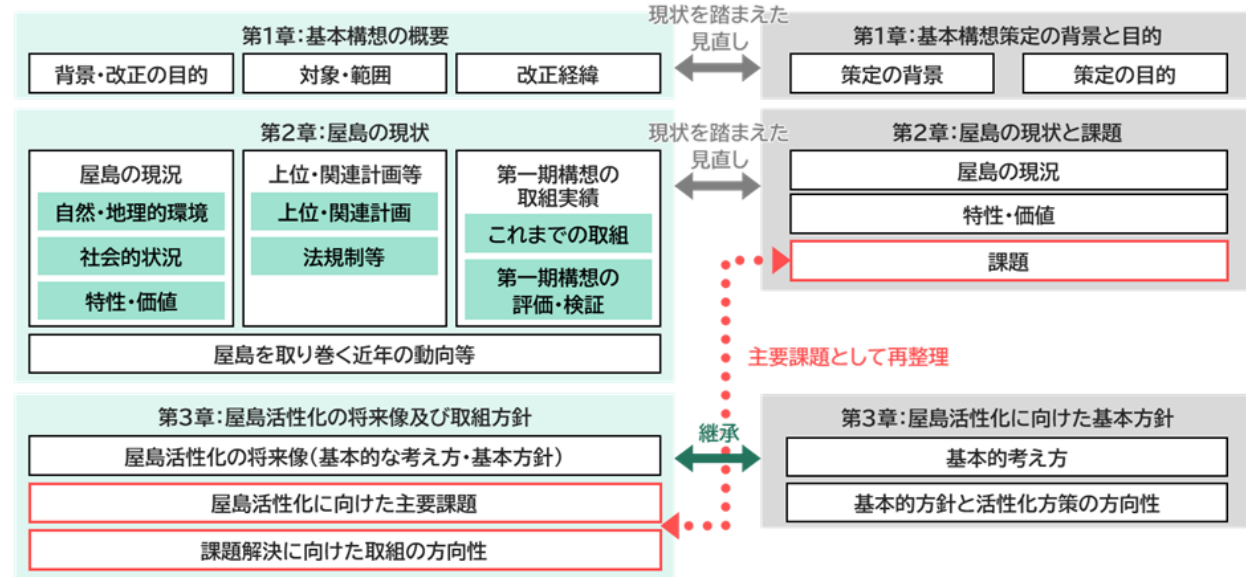 第1章:基本構想の概要
背景・改正の目的
対象・範囲
改正経緯
現状を踏まえた
見直し
第1章:基本構想策定の背景と目的
策定の背景
策定の目的
第2章:屋島の現状
屋島の現況
自然・地理的環境
社会的状況
特性・価値
上位・関連計画等
上位・関連計画
法規制等
第一期構想の
取組実績
これまでの取組
第一期構想の
評価・検証
屋島を取り巻く近年の動向等
現状を踏まえた
見直し
第2章:屋島の現状と課題
屋島の現況
特性・価値
課題
主要課題として再整理
第3章:屋島活性化の将来像及び取組方針
屋島活性化の将来像(基本的な考え方・基本方針)
屋島活性化に向けた主要課題
課題解決に向けた取組の方向性
継承
第3章:屋島活性化に向けた基本方針
基本的考え方
基本的方針と活性化方策の方向性